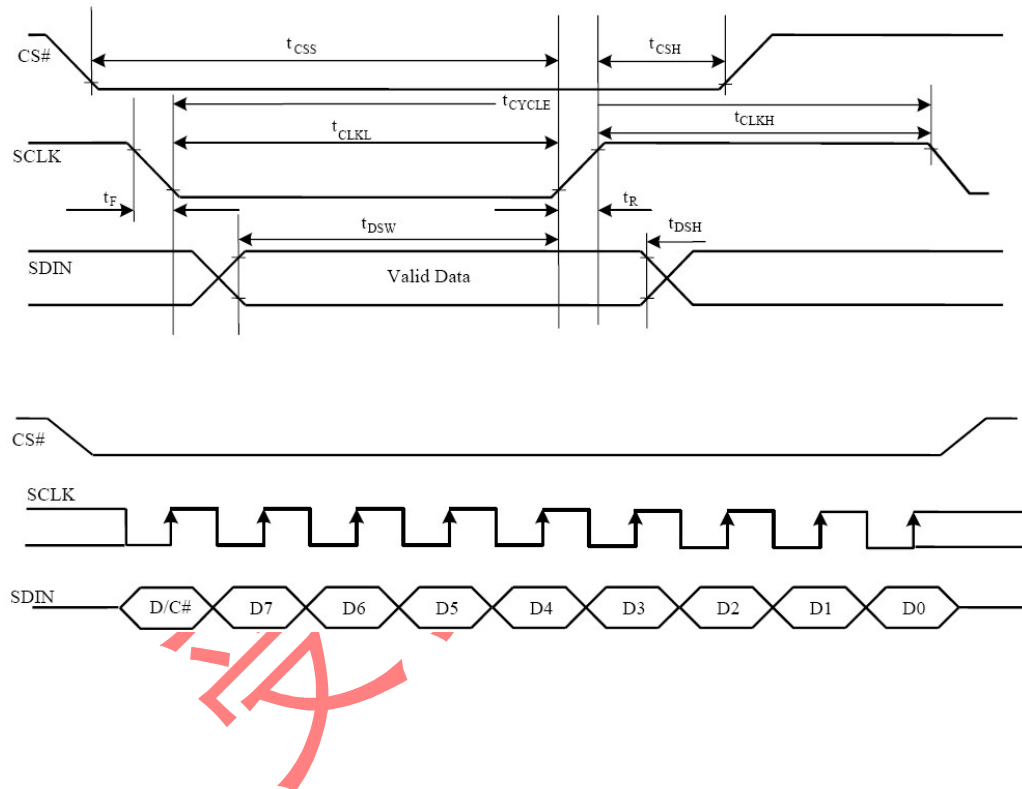 CS#
tCSS
tCSH
tCYCLE
tCLKL
tCLKH
SCLK
tF
tR
tDSW
tDSH
SDIN
Valid Data
CS#
SCLK
SDIN
D/C# D7 D6 D5 D4 D3 D2 D1 D0